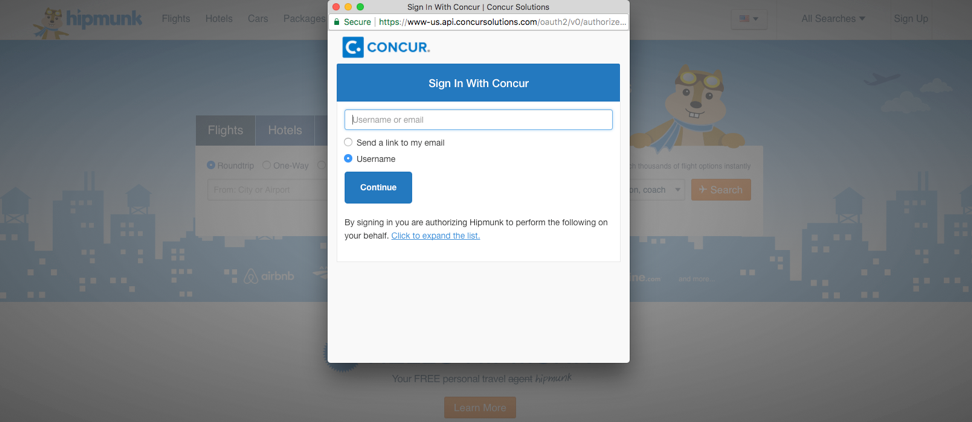 Sign In With Concur | Concur Solutions
Secure | https://www-us.api.concursolutions.com/oauth2/v0/authorize...
hipmunk
Flights Hotels Cars Packages
All Searches ▾ Sign Up
C. CONCUR.
Sign In With Concur
Username or email
Send a link to my email
Username
Continue
By signing in you are authorizing Hipmunk to perform the following on
your behalf. Click to expand the list.
Flights Hotels
Roundtrip One-Way
thousands of flight options instantly
From: City or Airport
coach
+ Search
airbnb
ne.com
and more...
Your FREE personal travel agent hipmunk
Learn More